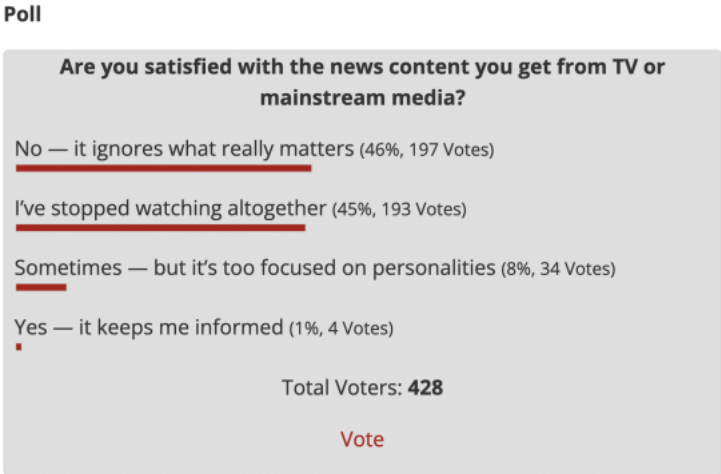 Poll
Are you satisfied with the news content you get from TV or
mainstream media?
No — it ignores what really matters (46%, 197 Votes)
I've stopped watching altogether (45%, 193 Votes)
Sometimes — but it's too focused on personalities (8%, 34 Votes)
Yes — it keeps me informed (1%, 4 Votes)
Total Voters: 428
Vote